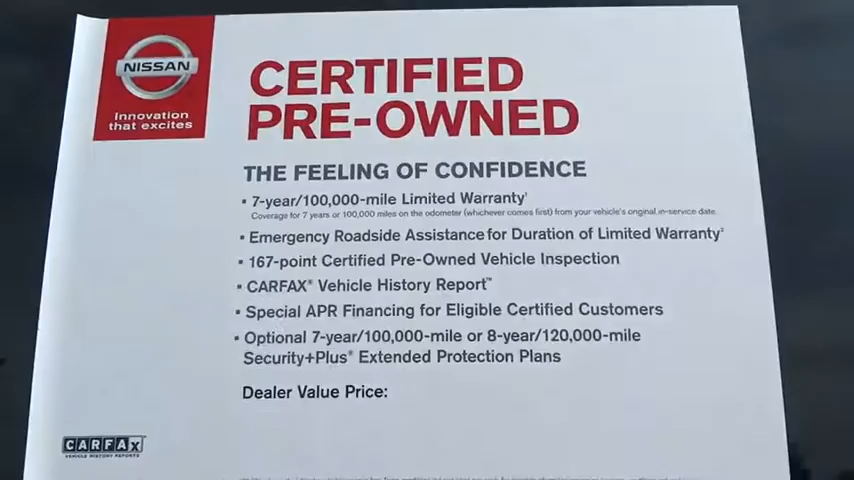 NISSAN
Innovation
that excites
CERTIFIED
PRE-OWNED
THE FEELING OF CONFIDENCE
• 7-year/100,000-mile Limited Warranty¹
Coverage for 7 years or 100,000 miles on the odometer (whichever comes first) from your vehicle's original in-service date.
• Emergency Roadside Assistance for Duration of Limited Warranty²
• 167-point Certified Pre-Owned Vehicle Inspection
• CARFAX® Vehicle History Report™
• Special APR Financing for Eligible Certified Customers
• Optional 7-year/100,000-mile or 8-year/120,000-mile
Security+Plus® Extended Protection Plans
Dealer Value Price:
CARFAX
VEHICLE HISTORY REPORTS